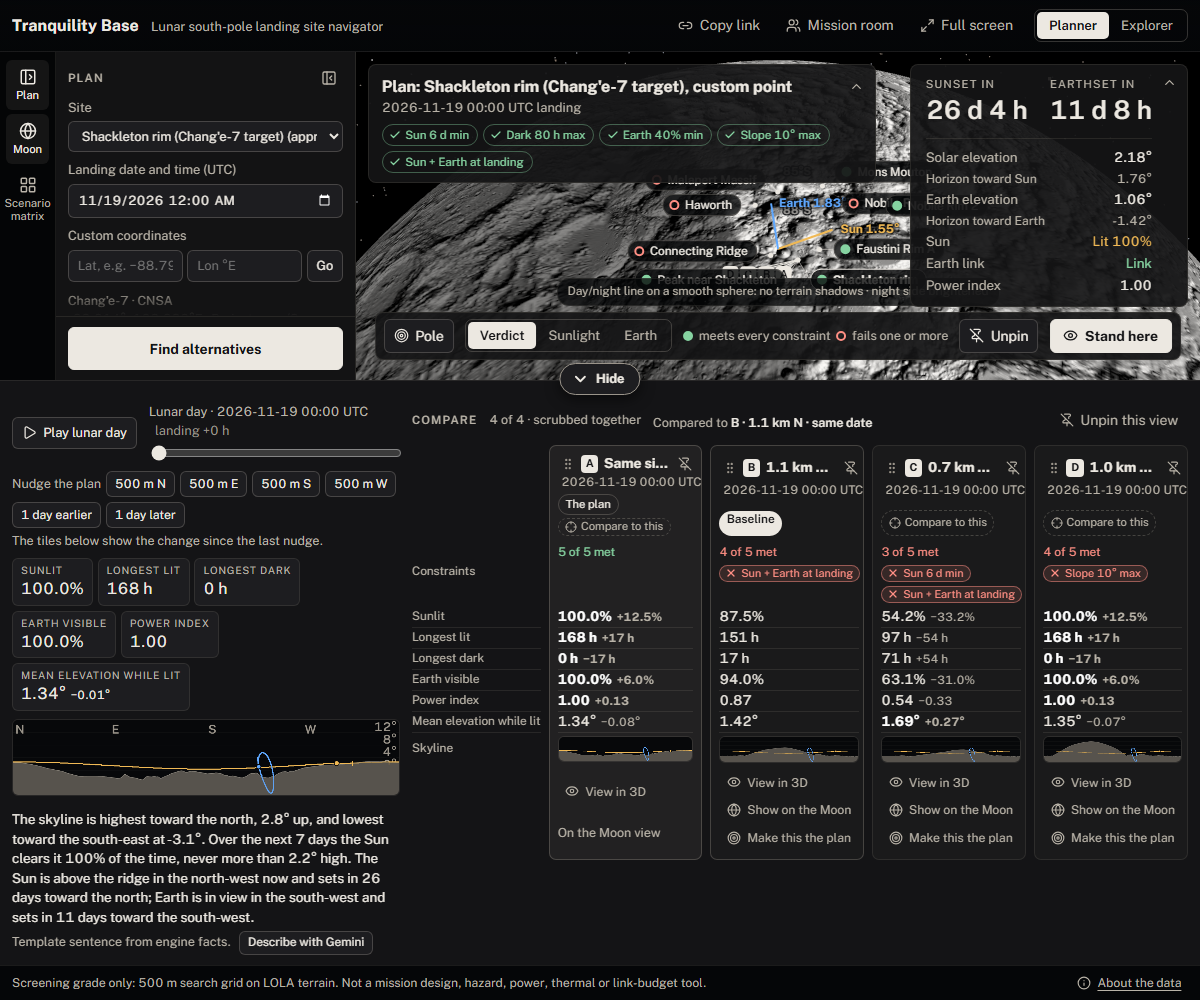 Tranquility Base Lunar south-pole landing site navigator
Copy link Mission room Full screen Planner Explorer
Plan
Moon
Scenario
matrix
PLAN
Site
Shackleton rim (Chang'e-7 target) (appr
Landing date and time (UTC)
11/19/2026 12:00 AM
Custom coordinates
Lat, e.g. −88.79 Lon °E Go
Chang'e-7 · CNSA
Find alternatives
Plan: Shackleton rim (Chang'e-7 target), custom point
2026-11-19 00:00 UTC landing
Sun 6 d min Dark 80 h max Earth 40% min Slope 10° max
Sun + Earth at landing
Haworth
Earth 1.83
Nob
Sun 1.55°
Connecting Ridge
Faustini R
Day/night line on a smooth sphere: no terrain shadows · night si
SUNSET IN EARTHSET IN
26 d 4 h 11 d 8 h
Solar elevation 2.18°
Horizon toward Sun 1.76°
Earth elevation 1.06°
Horizon toward Earth -1.42°
Sun Lit 100%
Earth link Link
Power index 1.00
Pole Verdict Sunlight Earth meets every constraint fails one or more Unpin Stand here
Hide
Play lunar day
Lunar day · 2026-11-19 00:00 UTC
landing +0 h
Nudge the plan 500 m N 500 m E 500 m S 500 m W
1 day earlier 1 day later
The tiles below show the change since the last nudge.
SUNLIT
100.0%
LONGEST LIT
168 h
LONGEST DARK
0 h
EARTH VISIBLE
100.0%
POWER INDEX
1.00
MEAN ELEVATION WHILE LIT
1.34° −0.01°
N E S W 12°
8°
4°
The skyline is highest toward the north, 2.8° up, and lowest
toward the south-east at -3.1°. Over the next 7 days the Sun
clears it 100% of the time, never more than 2.2° high. The
Sun is above the ridge in the north-west now and sets in 26
days toward the north; Earth is in view in the south-west and
sets in 11 days toward the south-west.
Template sentence from engine facts. Describe with Gemini
COMPARE 4 of 4 · scrubbed together Compared to B · 1.1 km N · same date Unpin this view
A Same si... B 1.1 km ... C 0.7 km ... D 1.0 km ...
2026-11-19 00:00 UTC 2026-11-19 00:00 UTC 2026-11-19 00:00 UTC 2026-11-19 00:00 UTC
The plan
Compare to this Baseline Compare to this Compare to this
5 of 5 met 4 of 5 met 3 of 5 met 4 of 5 met
Constraints Sun + Earth at landing Sun 6 d min Slope 10° max
Sun + Earth at landing
Sunlit 100.0% +12.5% 87.5% 54.2% −33.2% 100.0% +12.5%
Longest lit 168 h +17 h 151 h 97 h −54 h 168 h +17 h
Longest dark 0 h −17 h 17 h 71 h +54 h 0 h −17 h
Earth visible 100.0% +6.0% 94.0% 63.1% −31.0% 100.0% +6.0%
Power index 1.00 +0.13 0.87 0.54 −0.33 1.00 +0.13
Mean elevation while lit 1.34° −0.08° 1.42° 1.69° +0.27° 1.35° −0.07°
Skyline
View in 3D View in 3D View in 3D View in 3D
Show on the Moon Show on the Moon Show on the Moon
On the Moon view Make this the plan Make this the plan Make this the plan
Screening grade only: 500 m search grid on LOLA terrain. Not a mission design, hazard, power, thermal or link-budget tool. About the data